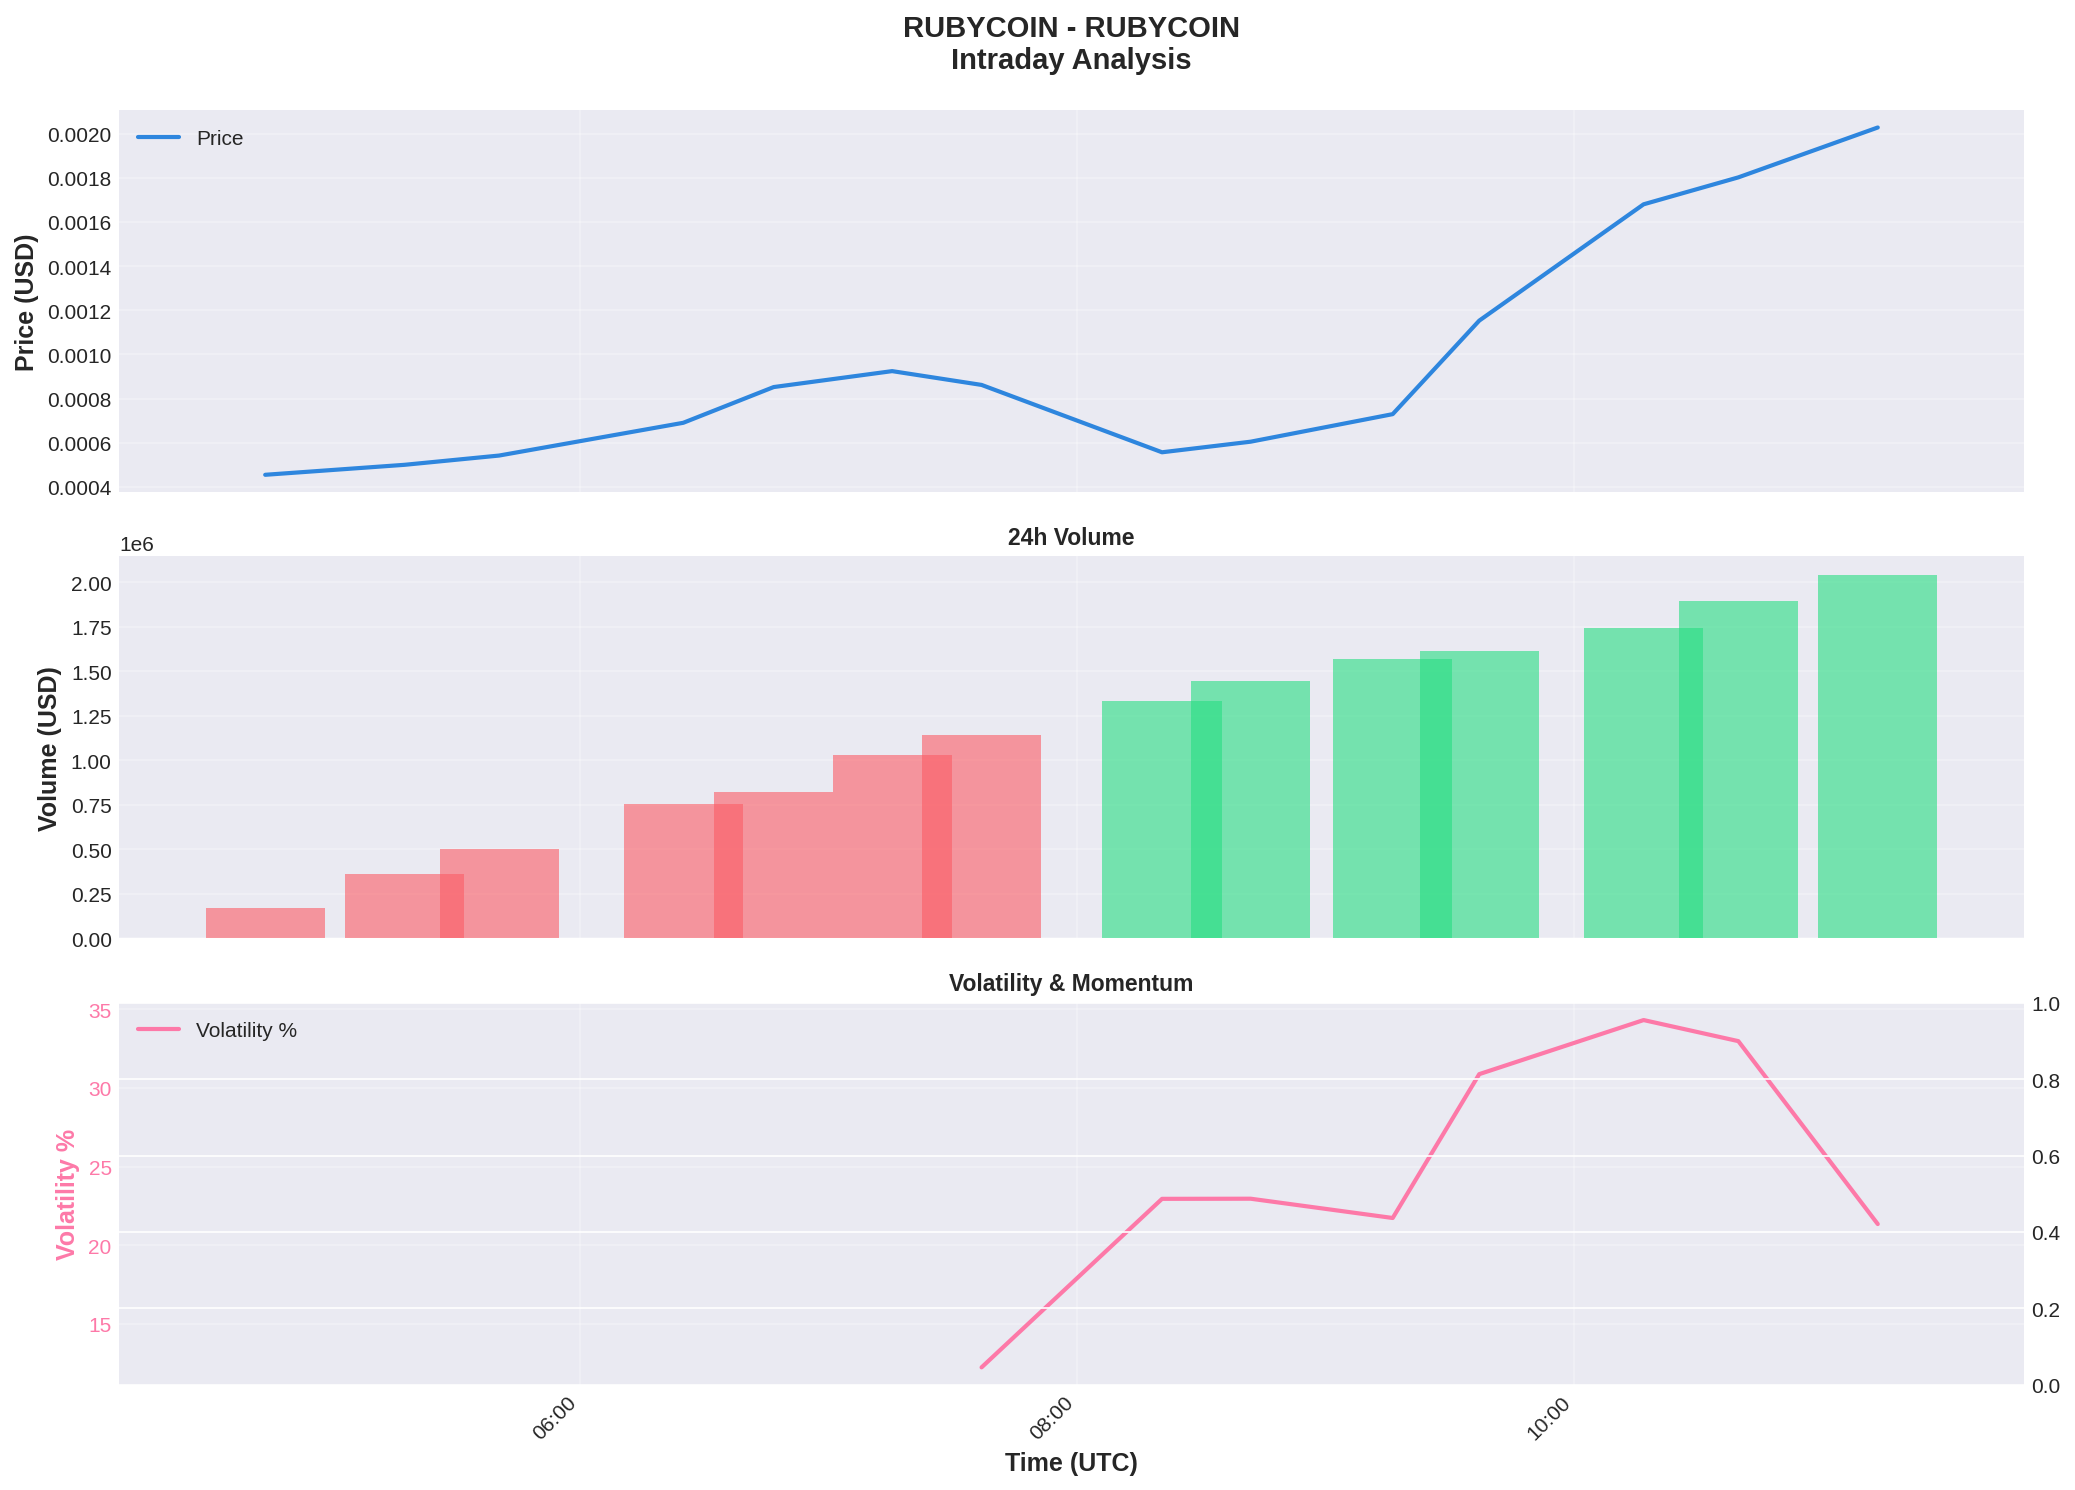 RUBYCOIN - RUBYCOIN
Intraday Analysis
Price
0.0020
0.0018
0.0016
0.0014
0.0012
0.0010
0.0008
0.0006
0.0004
Price (USD)
24h Volume
1e6
2.00
1.75
1.50
1.25
1.00
0.75
0.50
0.25
0.00
Volume (USD)
Volatility & Momentum
Volatility %
35
30
25
20
15
Volatility %
1.0
0.8
0.6
0.4
0.2
0.0
06:00
08:00
10:00
Time (UTC)